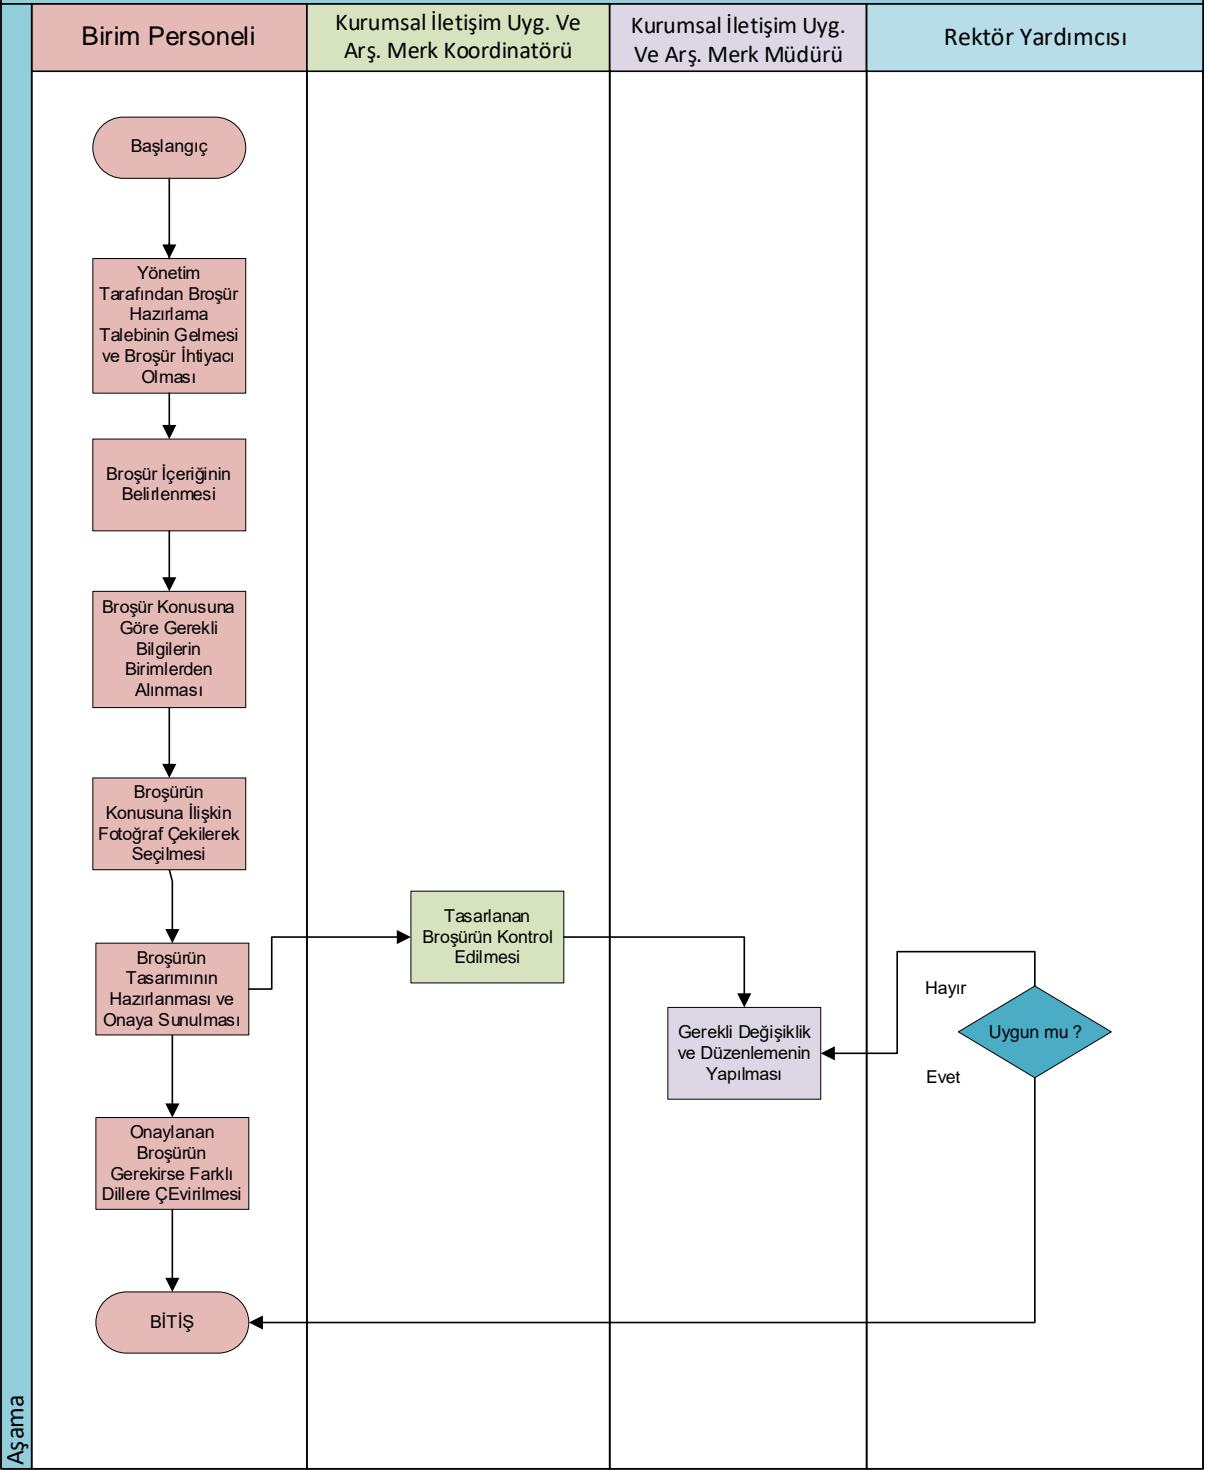 Birim Personeli
Kurumsal İletişim Uyg. Ve
Arş. Merk Koordinatörü
Kurumsal İletişim Uyg.
Ve Arş. Merk Müdürü
Rektör Yardımcısı
Başlangıç
Yönetim
Tarafından Broşür
Hazırlama
Talebinin Gelmesi
ve Broşür İhtiyacı
Olması
Broşür İçeriğinin
Belirlenmesi
Broşür Konusuna
Göre Gerekli
Bilgilerin
Birimlerden
Alınması
Broşürün
Konusuna İlişkin
Fotoğraf Çekilerek
Seçilmesi
Broşürün
Tasarımının
Hazırlanması ve
Onaya Sunulması
Tasarlanan
Broşürün Kontrol
Edilmesi
Gerekli Değişiklik
ve Düzenlemenin
Yapılması
Hayır
Uygun mu ?
Evet
Onaylanan
Broşürün
Gerekirse Farklı
Dillere ÇEvirilmesi
BİTİŞ
Aşama